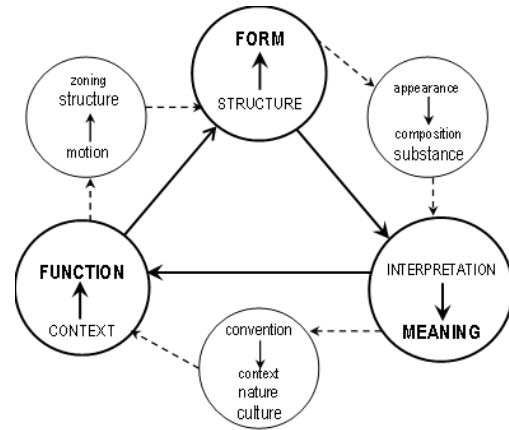 FORM
STRUCTURE
zoning
structure
motion
appearance
composition
substance
FUNCTION
CONTEXT
INTERPRETATION
MEANING
convention
context
nature
culture